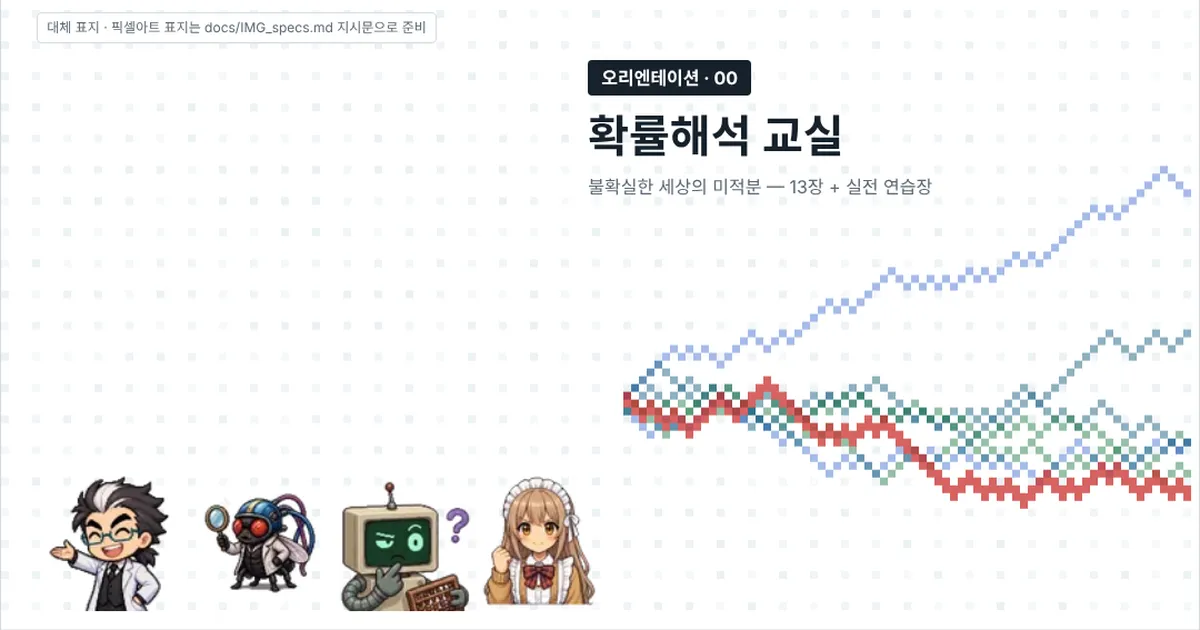 대체 표지 · 픽셀아트 표지는 docs/IMG_specs.md 지시문으로 준비
오리엔테이션 · 00
확률해석 교실
불확실한 세상의 미적분 — 13장 + 실전 연습장
?